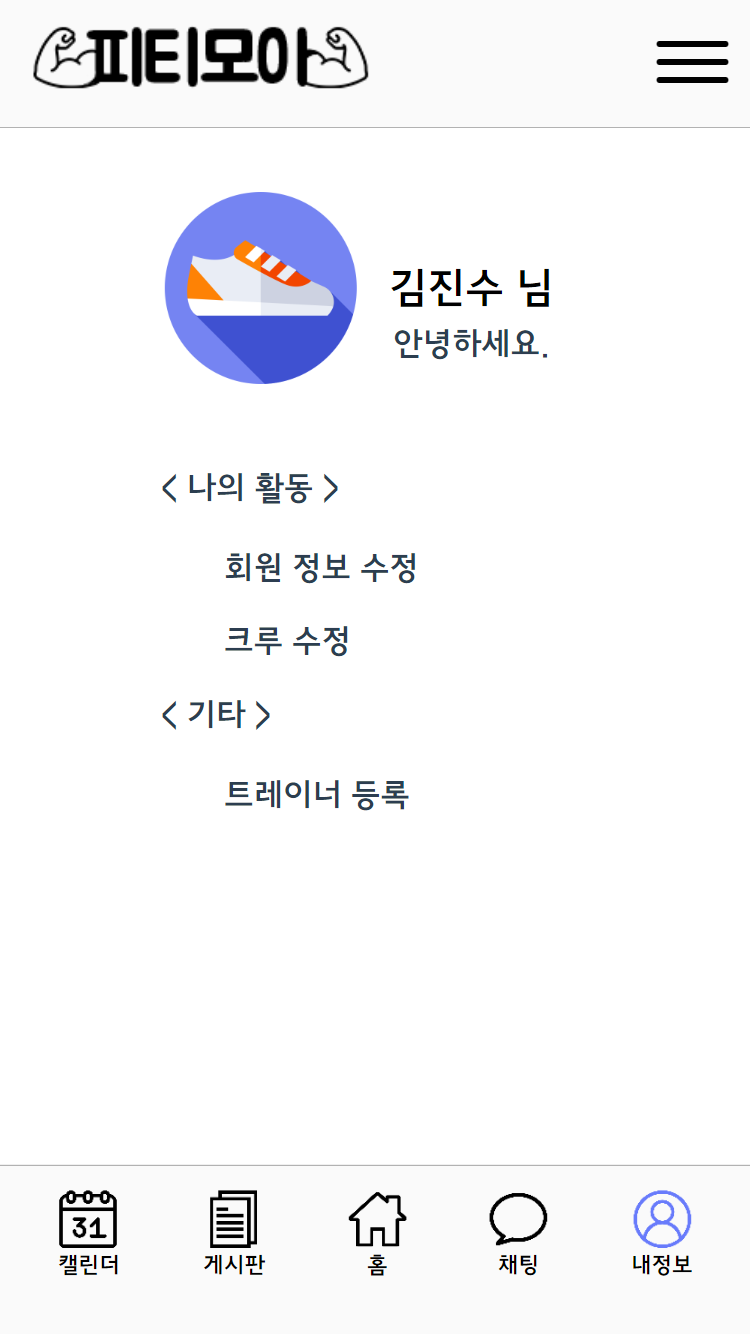 피티모아
김진수 님
안녕하세요.
< 나의 활동 >
회원 정보 수정
크루 수정
< 기타 >
트레이너 등록
31
캘린더 게시판 홈 채팅 내정보